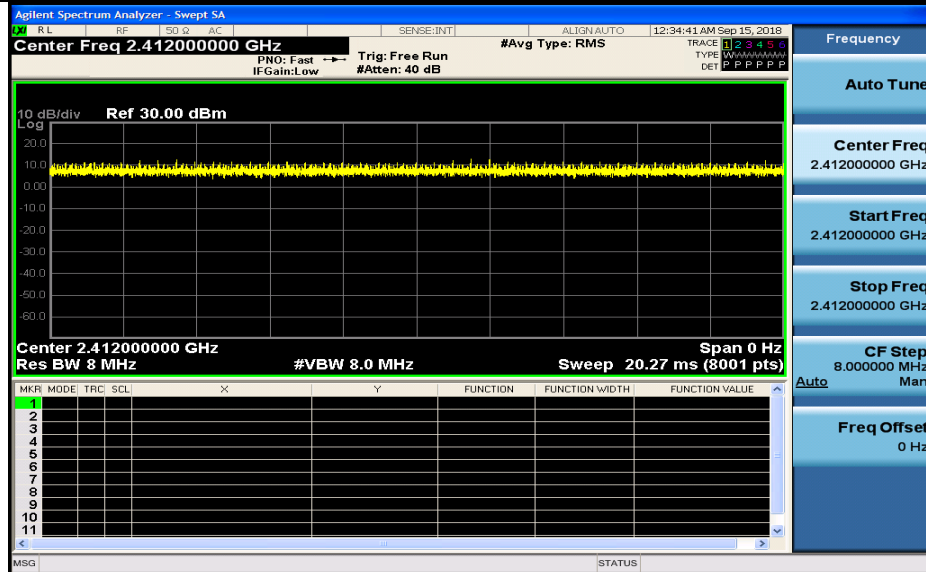 Agilent Spectrum Analyzer - Swept SA
LXI RL RF 50 Ω AC SENSE:INT ALIGN AUTO 12:34:41 AM Sep 15, 2018
Center Freq 2.412000000 GHz
PNO: Fast
IFGain:Low
Trig: Free Run
#Atten: 40 dB
#Avg Type: RMS
TRACE 1 2 3 4 5 6
TYPE WWWWWW
DET P P P P P P
10 dB/div Ref 30.00 dBm
Log
20.0
10.0
0.00
-10.0
-20.0
-30.0
-40.0
-50.0
-60.0
Center 2.412000000 GHz Span 0 Hz
Res BW 8 MHz #VBW 8.0 MHz Sweep 20.27 ms (8001 pts)
MKR MODE TRC SCL X Y FUNCTION FUNCTION WIDTH FUNCTION VALUE
1
2
3
4
5
6
7
8
9
10
11
MSG STATUS
Frequency
Auto Tune
Center Freq
2.412000000 GHz
Start Freq
2.412000000 GHz
Stop Freq
2.412000000 GHz
CF Step
8.000000 MHz
Auto Man
Freq Offset
0 Hz